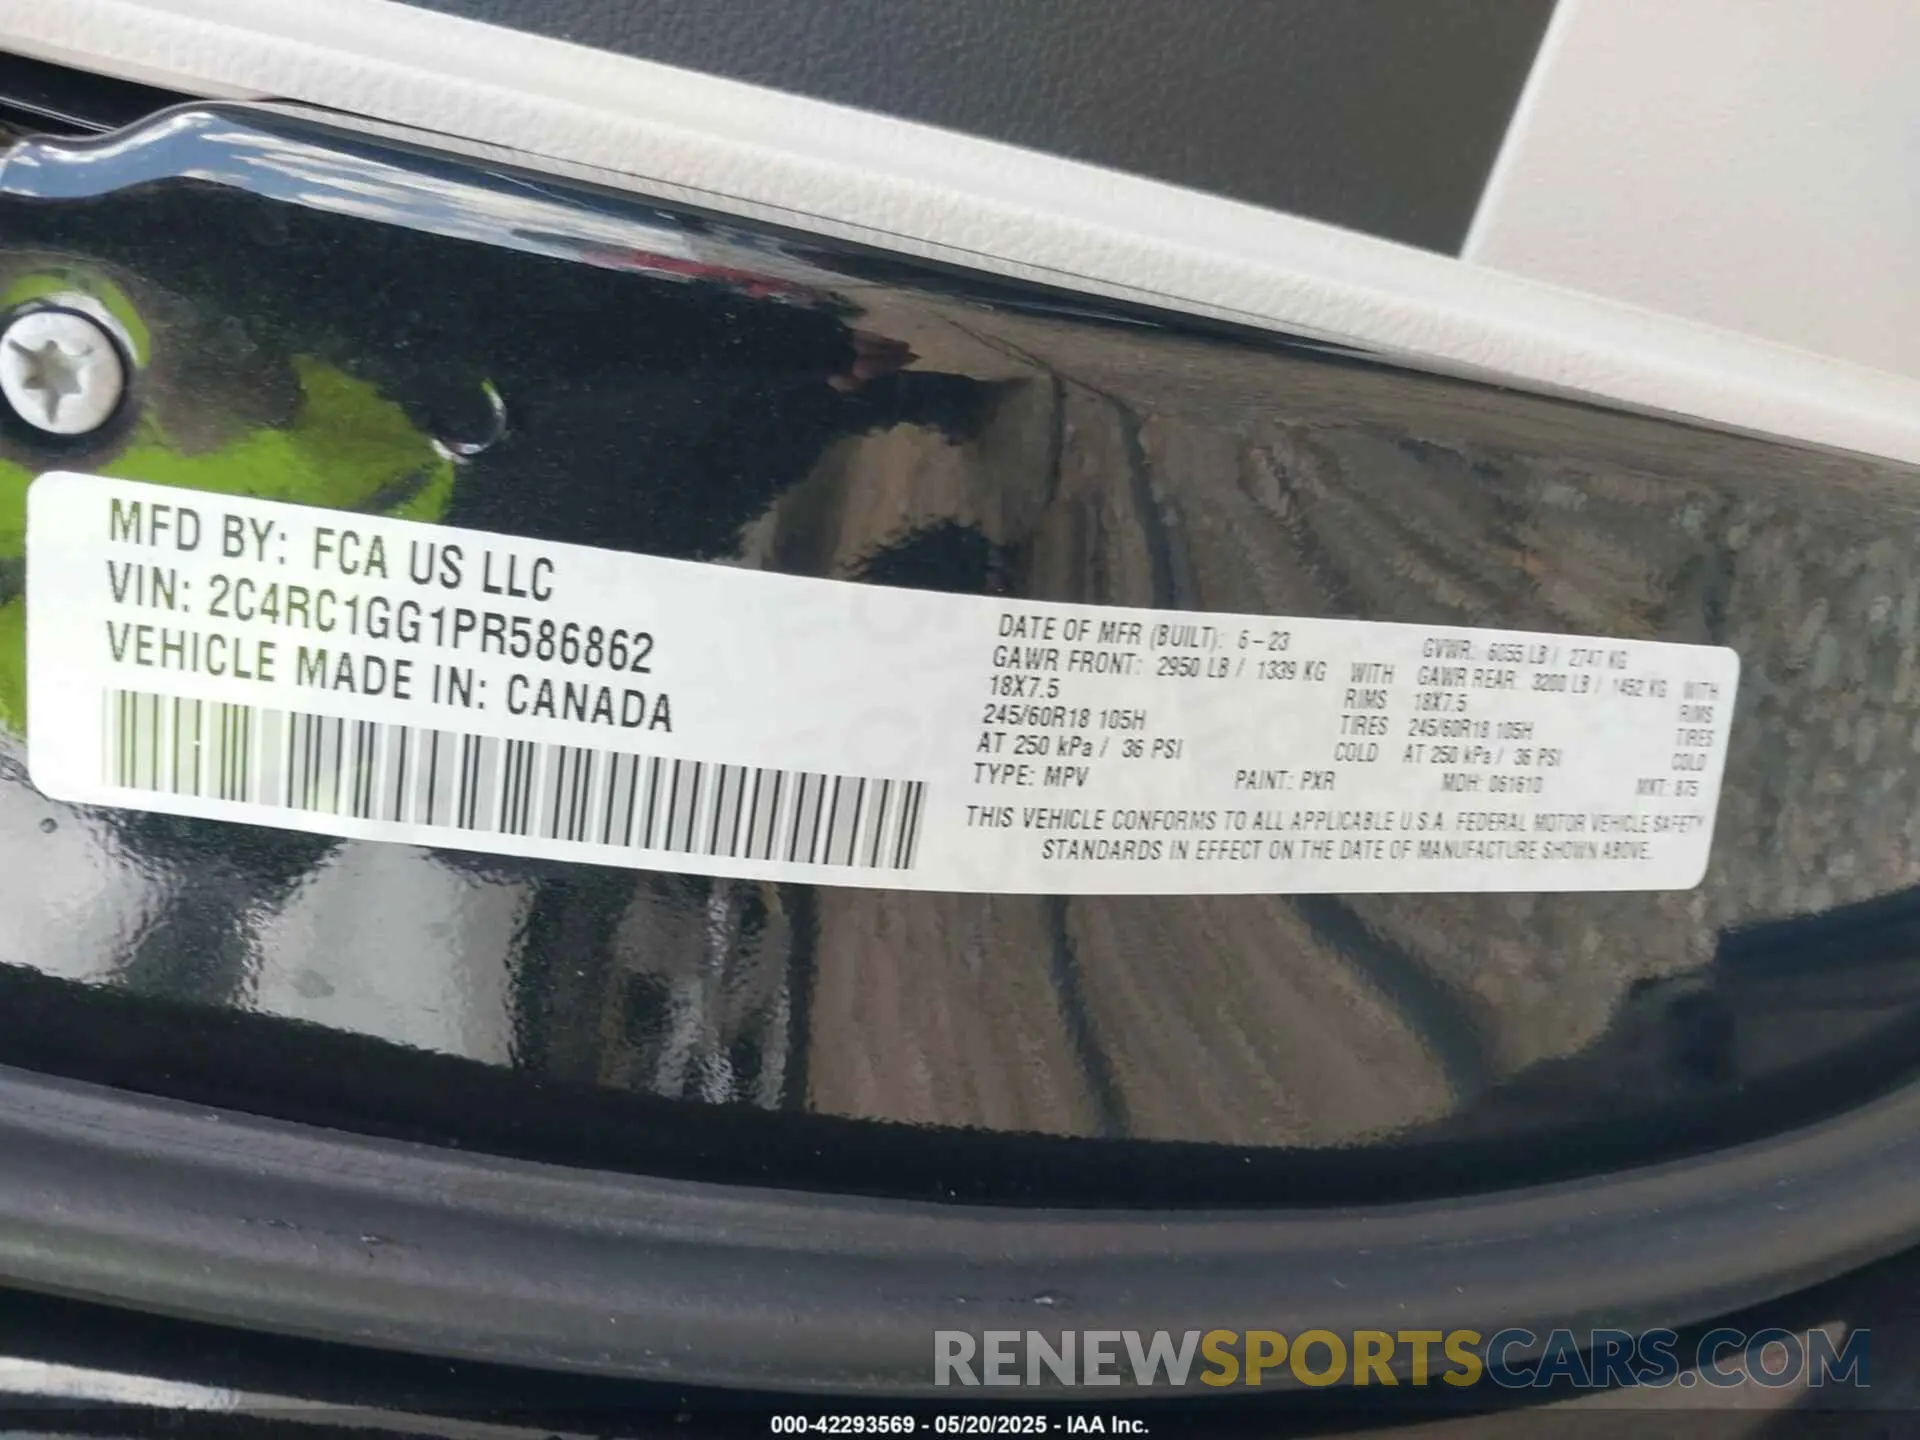 MFD BY: FCA US LLC
VIN: 2C4RC1GG1PR586862
VEHICLE MADE IN: CANADA
DATE OF MFR (BUILT): 6-23 GVWR: 6055 LB / 2747 KG
GAWR FRONT: 2950 LB / 1339 KG WITH GAWR REAR: 3200 LB / 1452 KG WITH
18X7.5 RIMS 18X7.5 RIMS
245/60R18 105H TIRES 245/60R18 105H TIRES
AT 250 kPa / 36 PSI COLD AT 250 kPa / 36 PSI COLD
TYPE: MPV PAINT: PXR MDH: 061610 MKT: 875
THIS VEHICLE CONFORMS TO ALL APPLICABLE U.S.A. FEDERAL MOTOR VEHICLE SAFETY
STANDARDS IN EFFECT ON THE DATE OF MANUFACTURE SHOWN ABOVE.
RENEWSPORTSCARS.COM
000-42293569 - 05/20/2025 - IAA Inc.